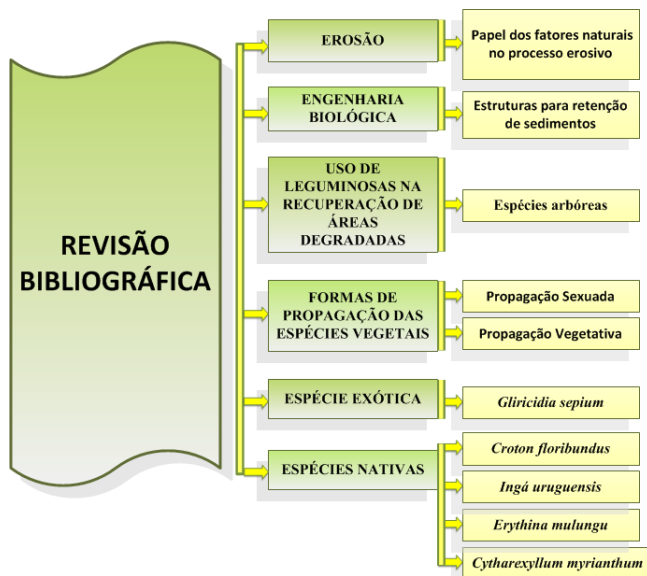 REVISÃO
BIBLIOGRÁFICA
EROSÃO
Papel dos fatores naturais
no processo erosivo
ENGENHARIA
BIOLÓGICA
Estruturas para retenção
de sedimentos
USO DE
LEGUMINOSAS NA
RECUPERAÇÃO DE
ÁREAS
DEGRADADAS
Espécies arbóreas
FORMAS DE
PROPAGAÇÃO DAS
ESPÉCIES VEGETAIS
Propagação Sexuada
Propagação Vegetativa
ESPÉCIE EXÓTICA
Gliricidia sepium
ESPÉCIES NATIVAS
Croton floribundus
Ingá uruguensis
Erythina mulungu
Cytharexyllum myrianthum